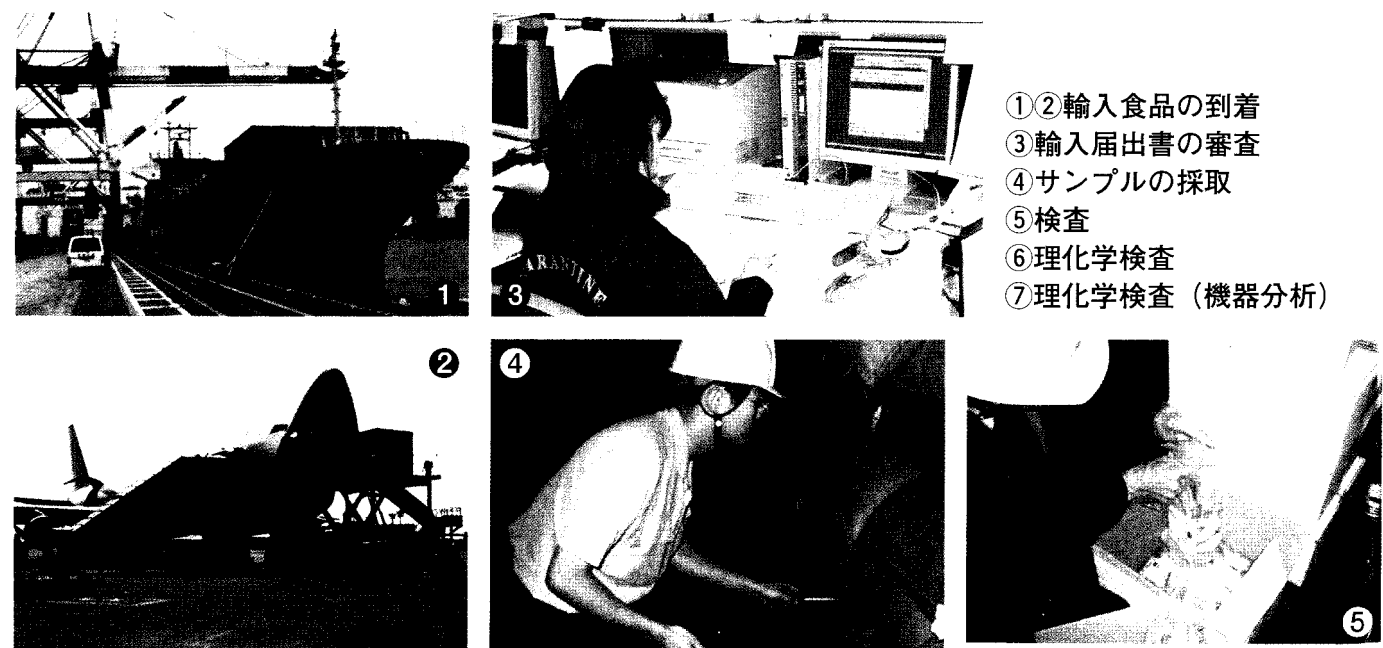 ①②輸入食品の到着
③輸入届出書の審査
④サンプルの採取
⑤検査
⑥理化学検査
⑦理化学検査（機器分析）
1
3
ARANTINE
2
4
5